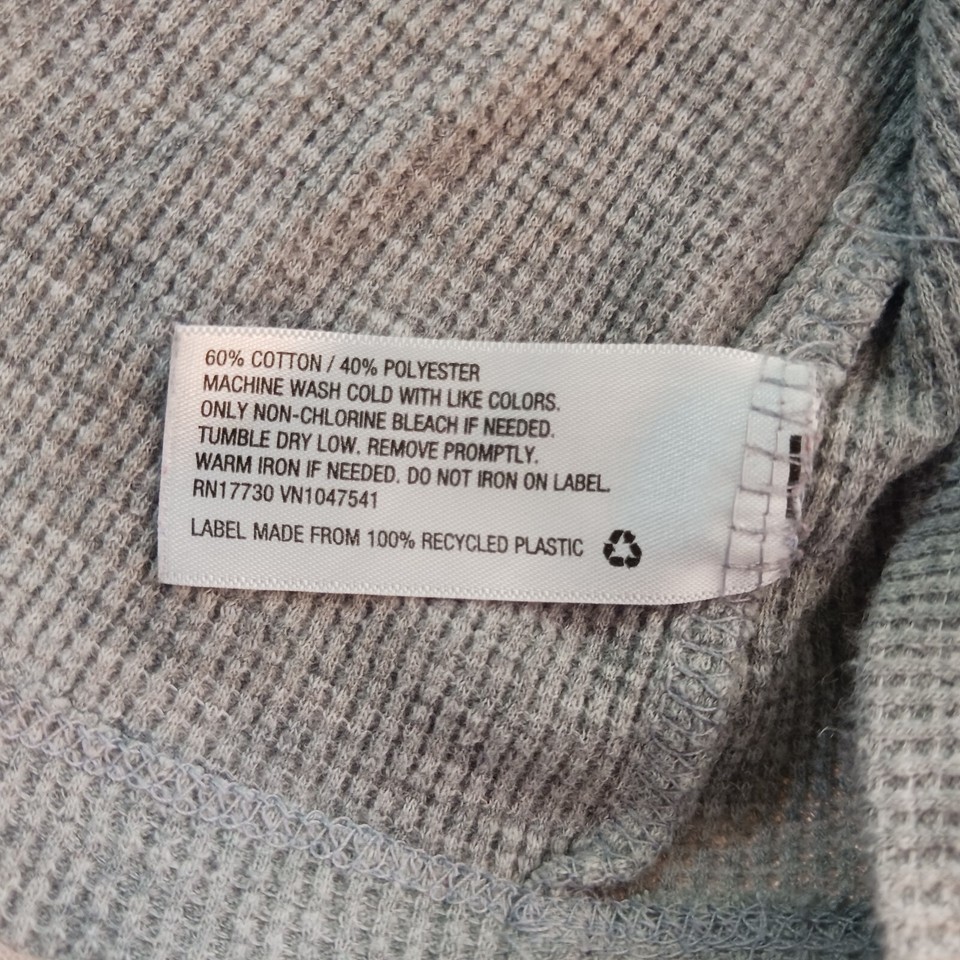 60% COTTON / 40% POLYESTER
MACHINE WASH COLD WITH LIKE COLORS.
ONLY NON-CHLORINE BLEACH IF NEEDED.
TUMBLE DRY LOW. REMOVE PROMPTLY.
WARM IRON IF NEEDED. DO NOT IRON ON LABEL.
RN17730 VN1047541
LABEL MADE FROM 100% RECYCLED PLASTIC